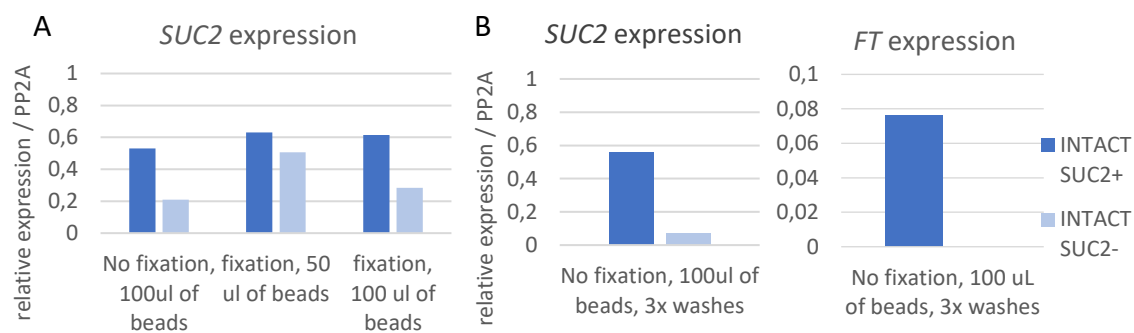 A
SUC2 expression
relative expression / PP2A
1
0,8
0,6
0,4
0,2
0
No fixation, 100ul of beads
fixation, 50 ul of beads
fixation, 100 ul of beads
B
SUC2 expression
relative expression / PP2A
1
0,8
0,6
0,4
0,2
0
No fixation, 100ul of
beads, 3x washes
FT expression
0,1
0,08
0,06
0,04
0,02
0
No fixation, 100 uL
of beads, 3x washes
INTACT
SUC2+
INTACT
SUC2-